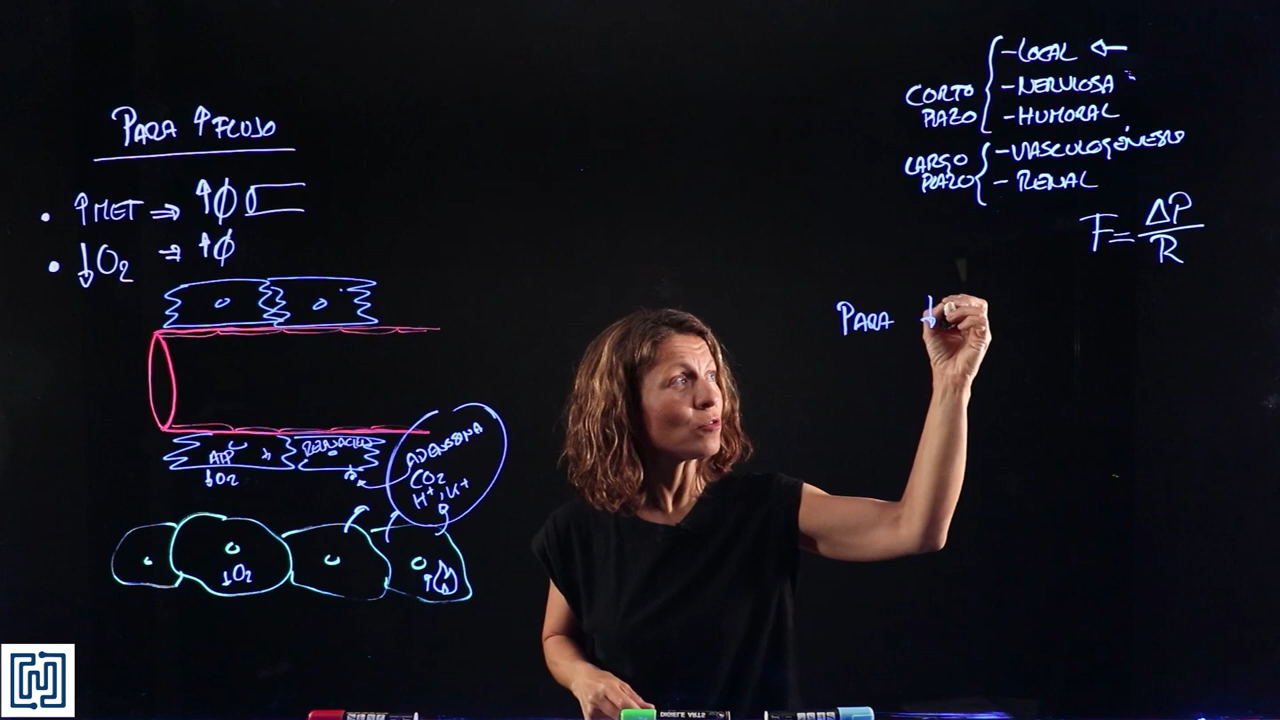 PARA ↑ FLUJO
• ↑ MET ⇒ ↑Ø
• ↓O₂ ⇒ ↑Ø
ATP
↓O₂
ADENOSINA
CO₂
H⁺, K⁺
↓O₂
↑
CORTO PLAZO
- LOCAL ←
- NERVIOSA
- HUMORAL
LARGO PLAZO
- VASCULOGÉNESIS
- RENAL
F = ΔP / R
PARA ↓